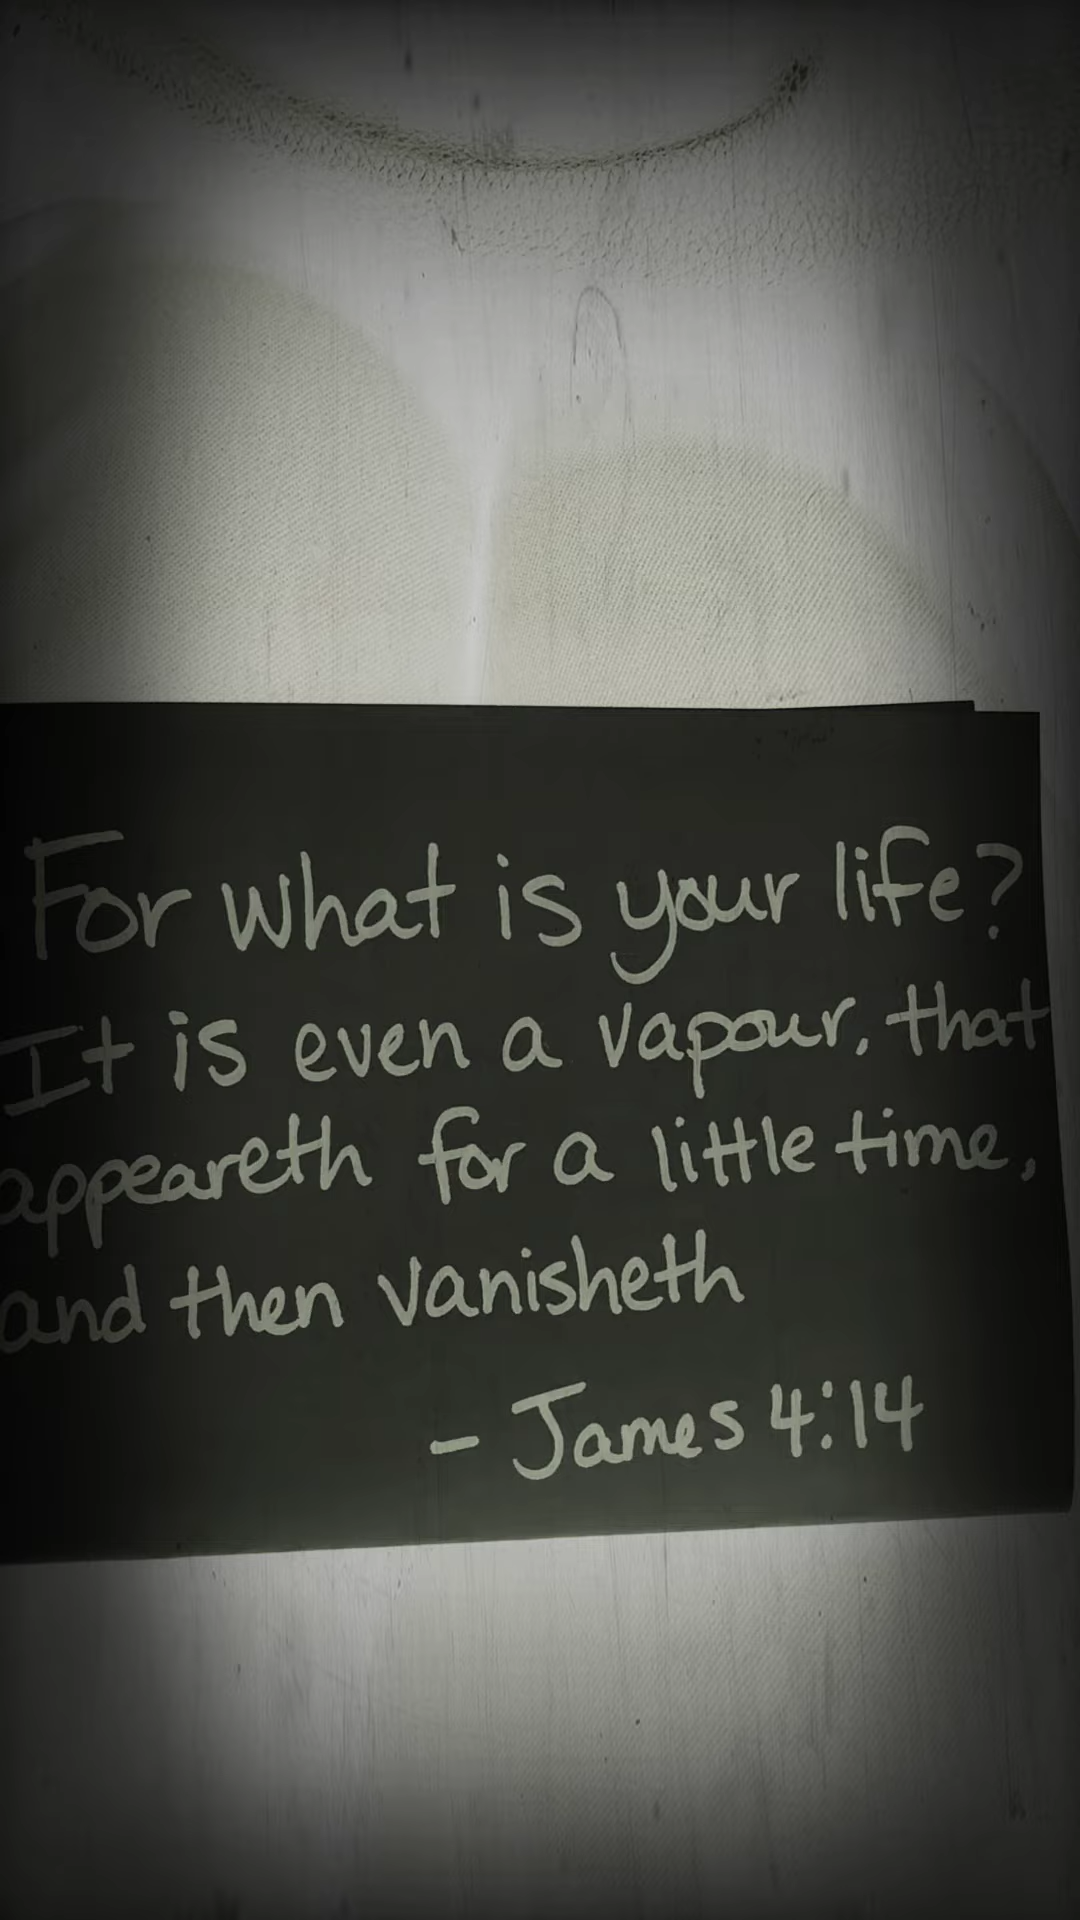 For what is your life?
It is even a vapour, that
appeareth for a little time,
and then vanisheth
- James 4:14